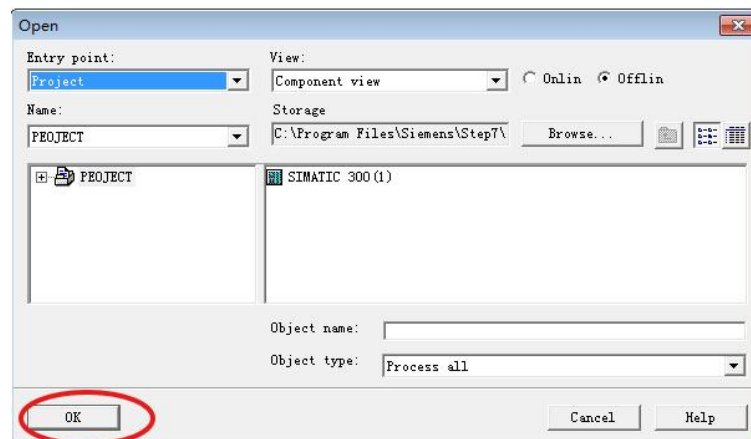 Open
Entry point:
View:
Project
Component view
Onlin
Offlin
Name:
Storage
PEOJECT
C:\Program Files\Siemens\Step7\
Browse...
PEOJECT
SIMATIC 300(1)
Object name:
Object type:
Process all
OK
Cancel
Help